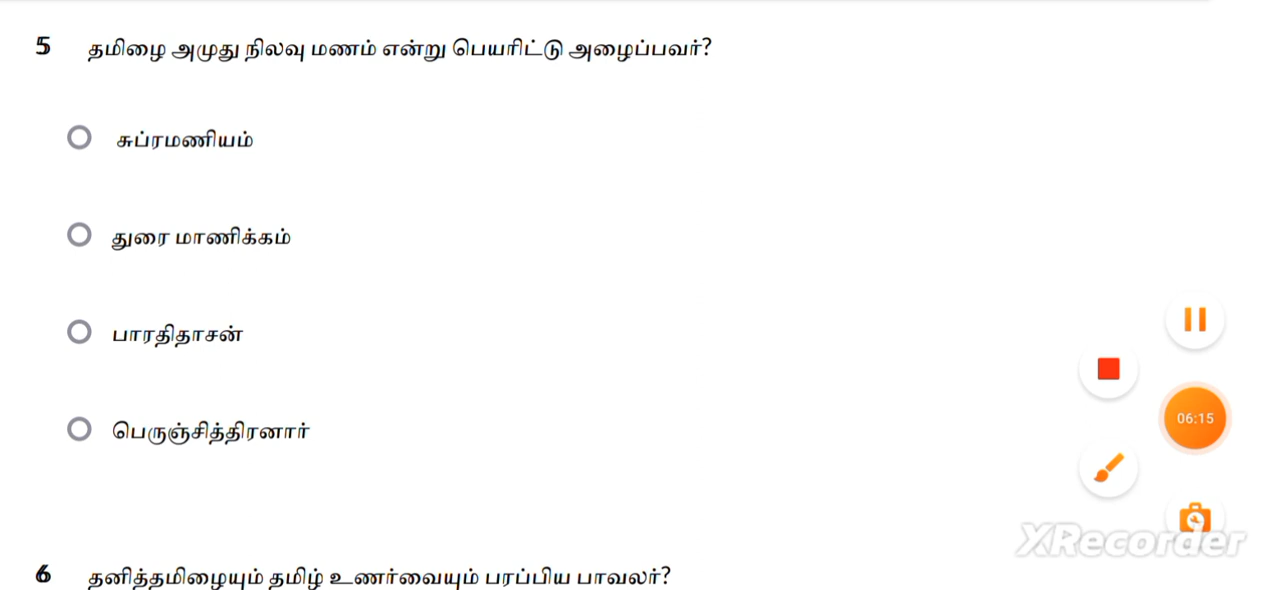 5 தமிழை அமுது நிலவு மணம் என்று பெயரிட்டு அழைப்பவர்?
சுப்ரமணியம்
துரை மாணிக்கம்
பாரதிதாசன்
பெருஞ்சித்திரனார்
06:15
XRecorder
6 தனித்தமிழையும் தமிழ் உணர்வையும் பரப்பிய பாவலர்?